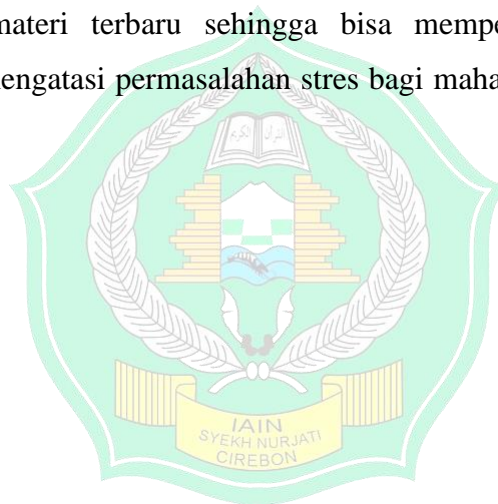 materi terbaru sehingga bisa mempe
engatasi permasalahan stres bagi maha
IAIN
SYEKH NURJATI
CIREBON